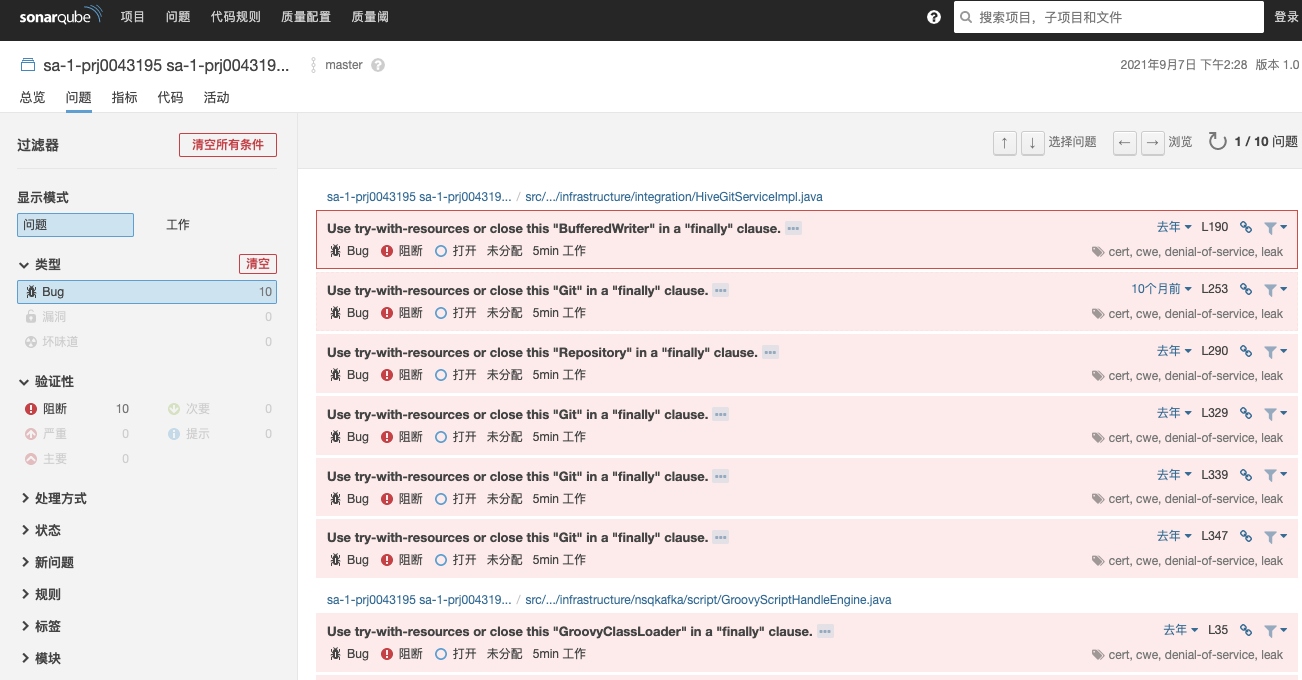 sonarqube 项目 问题 代码规则 质量配置 质量阈 搜索项目，子项目和文件 登录
sa-1-prj0043195 sa-1-prj004319... master 2021年9月7日 下午2:28 版本 1.0
总览 问题 指标 代码 活动
过滤器 清空所有条件
显示模式
问题 工作
类型 清空
Bug 10
漏洞 0
坏味道 0
验证性
阻断 10 次要 0
严重 0 提示 0
主要 0
处理方式
状态
新问题
规则
标签
模块
↑ ↓ 选择问题 ← → 浏览 1 / 10 问题
sa-1-prj0043195 sa-1-prj004319... / src/.../infrastructure/integration/HiveGitServiceImpl.java
Use try-with-resources or close this "BufferedWriter" in a "finally" clause. ... 去年 L190
Bug 阻断 打开 未分配 5min 工作 cert, cwe, denial-of-service, leak
Use try-with-resources or close this "Git" in a "finally" clause. ... 10个月前 L253
Bug 阻断 打开 未分配 5min 工作 cert, cwe, denial-of-service, leak
Use try-with-resources or close this "Repository" in a "finally" clause. ... 去年 L290
Bug 阻断 打开 未分配 5min 工作 cert, cwe, denial-of-service, leak
Use try-with-resources or close this "Git" in a "finally" clause. ... 去年 L329
Bug 阻断 打开 未分配 5min 工作 cert, cwe, denial-of-service, leak
Use try-with-resources or close this "Git" in a "finally" clause. ... 去年 L339
Bug 阻断 打开 未分配 5min 工作 cert, cwe, denial-of-service, leak
Use try-with-resources or close this "Git" in a "finally" clause. ... 去年 L347
Bug 阻断 打开 未分配 5min 工作 cert, cwe, denial-of-service, leak
sa-1-prj0043195 sa-1-prj004319... / src/.../infrastructure/nsqkafka/script/GroovyScriptHandleEngine.java
Use try-with-resources or close this "GroovyClassLoader" in a "finally" clause. ... 去年 L35
Bug 阻断 打开 未分配 5min 工作 cert, cwe, denial-of-service, leak